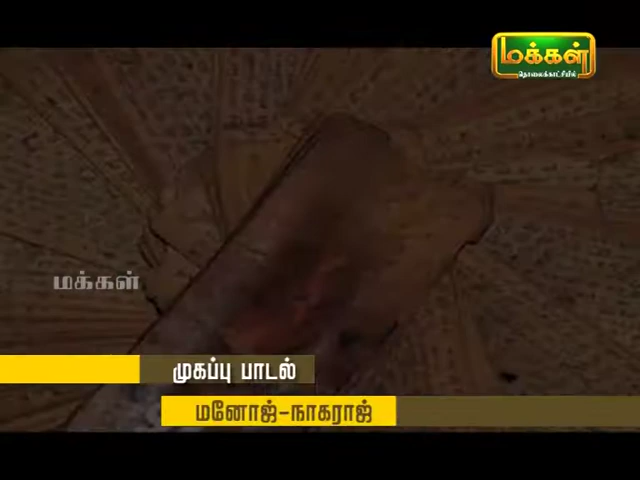 மக்கள்
தொலைக்காட்சியில்
மக்கள்
முகப்பு பாடல்
மனோஜ்-நாகராஜ்